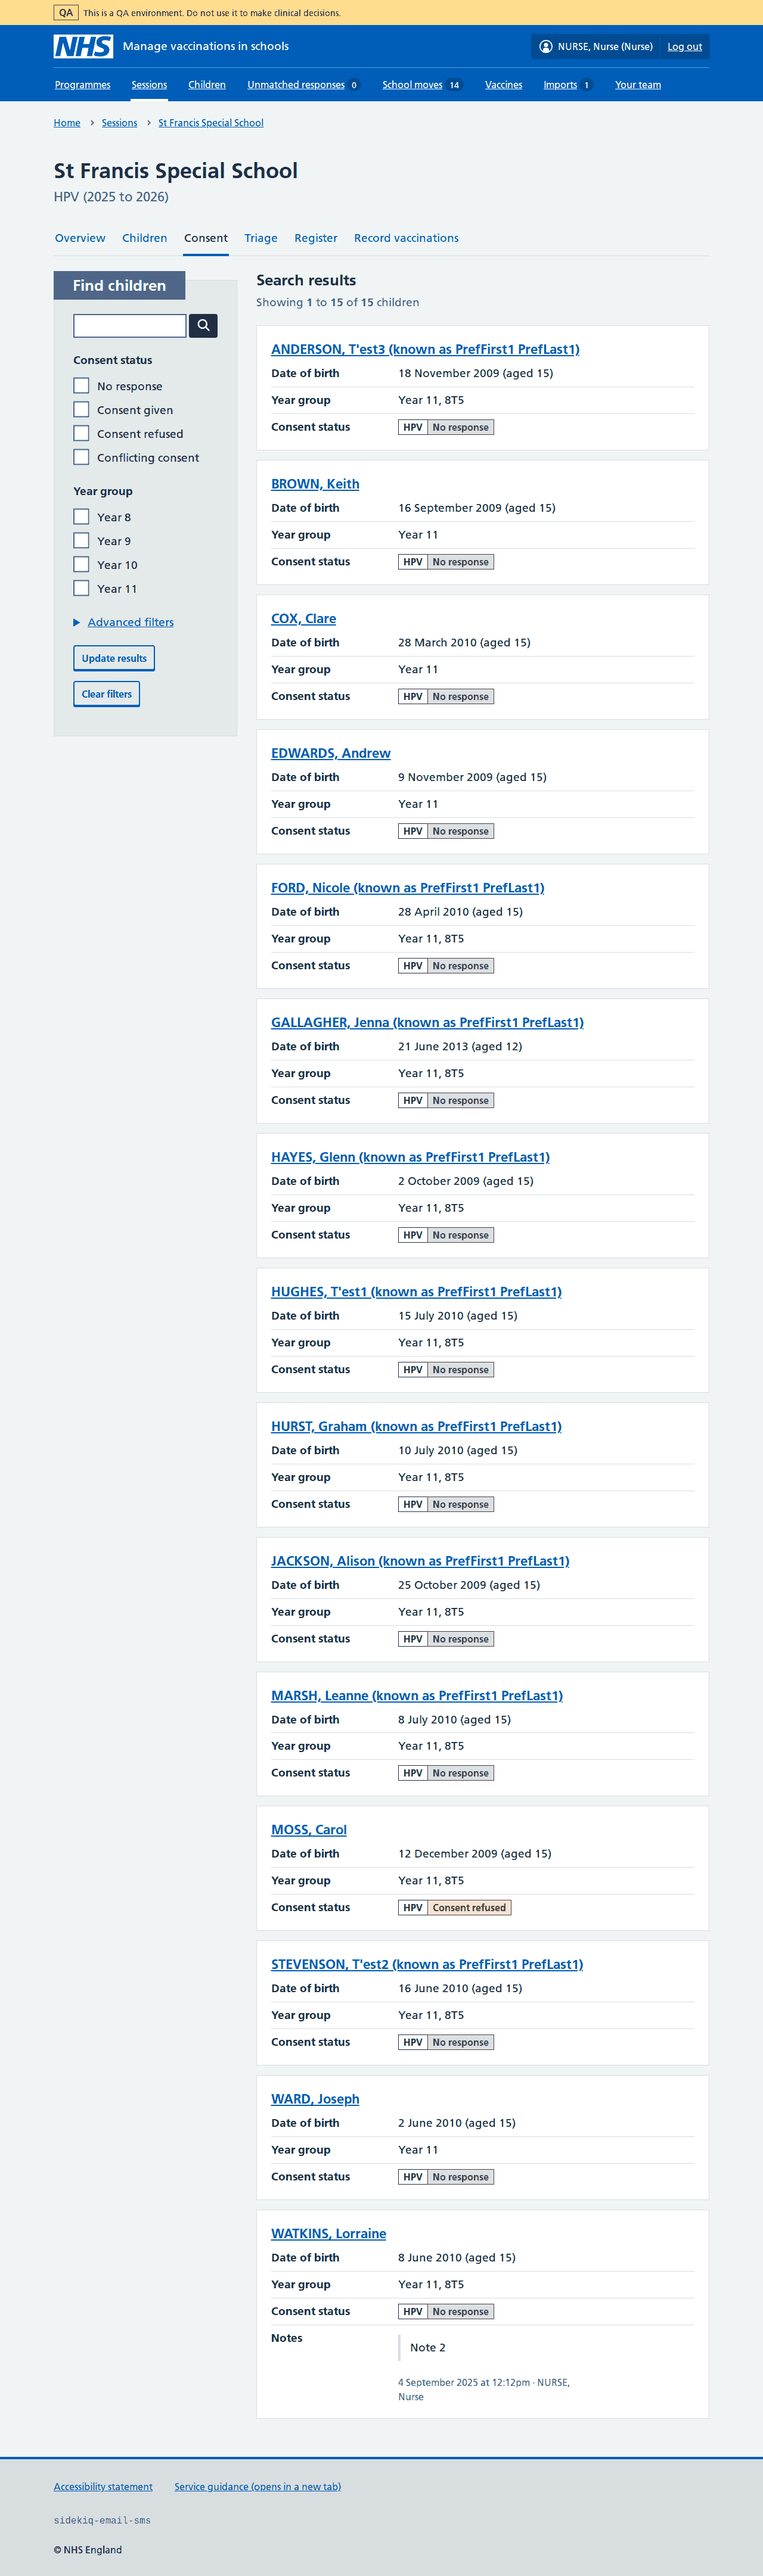 QA This is a QA environment. Do not use it to make clinical decisions.
NHS Manage vaccinations in schools
NURSE, Nurse (Nurse) Log out
Programmes Sessions Children Unmatched responses 0 School moves 14 Vaccines Imports 1 Your team
Home Sessions St Francis Special School
St Francis Special School
HPV (2025 to 2026)
Overview Children Consent Triage Register Record vaccinations
Find children
Consent status
No response
Consent given
Consent refused
Conflicting consent
Year group
Year 8
Year 9
Year 10
Year 11
Advanced filters
Update results
Clear filters
Search results
Showing 1 to 15 of 15 children
ANDERSON, T'est3 (known as PrefFirst1 PrefLast1)
Date of birth 18 November 2009 (aged 15)
Year group Year 11, 8T5
Consent status HPV No response
BROWN, Keith
Date of birth 16 September 2009 (aged 15)
Year group Year 11
Consent status HPV No response
COX, Clare
Date of birth 28 March 2010 (aged 15)
Year group Year 11
Consent status HPV No response
EDWARDS, Andrew
Date of birth 9 November 2009 (aged 15)
Year group Year 11
Consent status HPV No response
FORD, Nicole (known as PrefFirst1 PrefLast1)
Date of birth 28 April 2010 (aged 15)
Year group Year 11, 8T5
Consent status HPV No response
GALLAGHER, Jenna (known as PrefFirst1 PrefLast1)
Date of birth 21 June 2013 (aged 12)
Year group Year 11, 8T5
Consent status HPV No response
HAYES, Glenn (known as PrefFirst1 PrefLast1)
Date of birth 2 October 2009 (aged 15)
Year group Year 11, 8T5
Consent status HPV No response
HUGHES, T'est1 (known as PrefFirst1 PrefLast1)
Date of birth 15 July 2010 (aged 15)
Year group Year 11, 8T5
Consent status HPV No response
HURST, Graham (known as PrefFirst1 PrefLast1)
Date of birth 10 July 2010 (aged 15)
Year group Year 11, 8T5
Consent status HPV No response
JACKSON, Alison (known as PrefFirst1 PrefLast1)
Date of birth 25 October 2009 (aged 15)
Year group Year 11, 8T5
Consent status HPV No response
MARSH, Leanne (known as PrefFirst1 PrefLast1)
Date of birth 8 July 2010 (aged 15)
Year group Year 11, 8T5
Consent status HPV No response
MOSS, Carol
Date of birth 12 December 2009 (aged 15)
Year group Year 11, 8T5
Consent status HPV Consent refused
STEVENSON, T'est2 (known as PrefFirst1 PrefLast1)
Date of birth 16 June 2010 (aged 15)
Year group Year 11, 8T5
Consent status HPV No response
WARD, Joseph
Date of birth 2 June 2010 (aged 15)
Year group Year 11
Consent status HPV No response
WATKINS, Lorraine
Date of birth 8 June 2010 (aged 15)
Year group Year 11, 8T5
Consent status HPV No response
Notes Note 2
4 September 2025 at 12:12pm · NURSE,
Nurse
Accessibility statement Service guidance (opens in a new tab)
sidekiq-email-sms
© NHS England